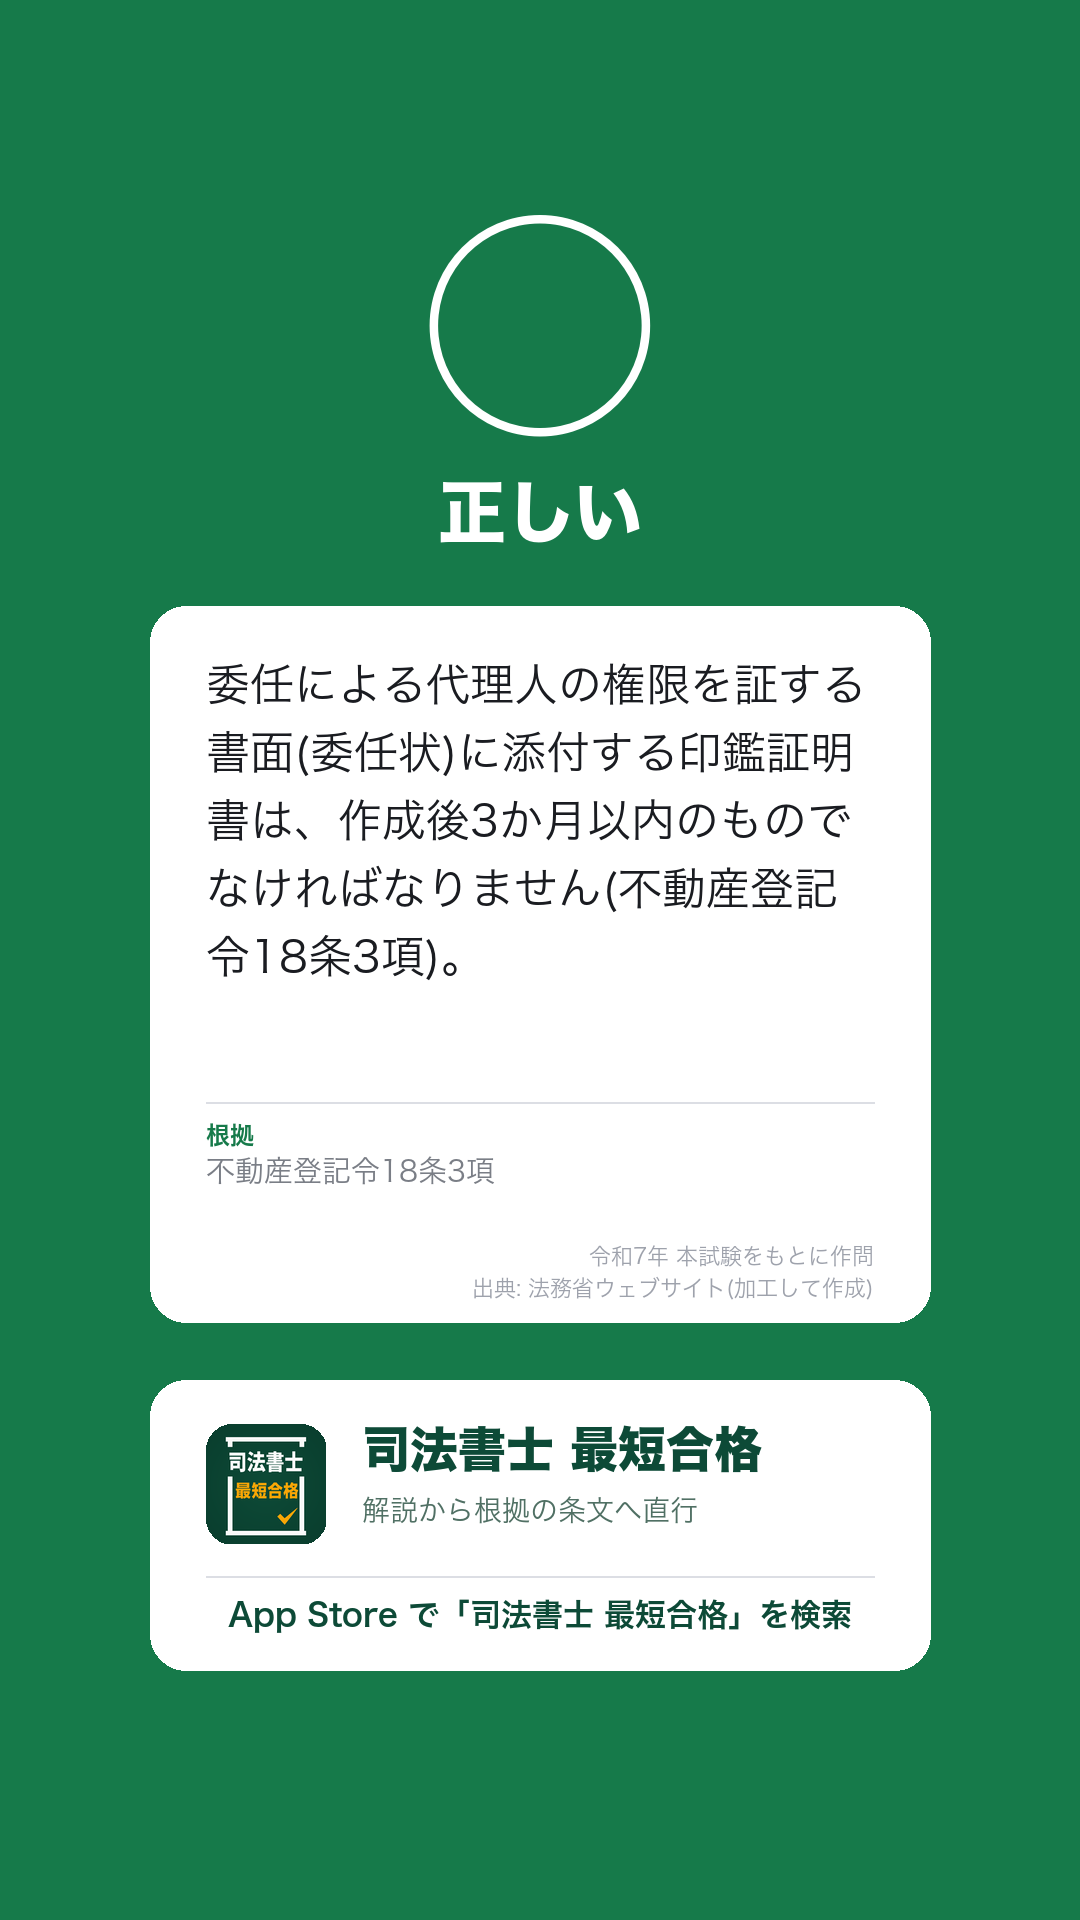 正しい
委任による代理人の権限を証する
書面(委任状)に添付する印鑑証明
書は、作成後3か月以内のもので
なければなりません(不動産登記
令18条3項)。
根拠
不動産登記令18条3項
令和7年 本試験をもとに作問
出典: 法務省ウェブサイト(加工して作成)
司法書士
最短合格
司法書士 最短合格
解説から根拠の条文へ直行
App Store で「司法書士 最短合格」を検索